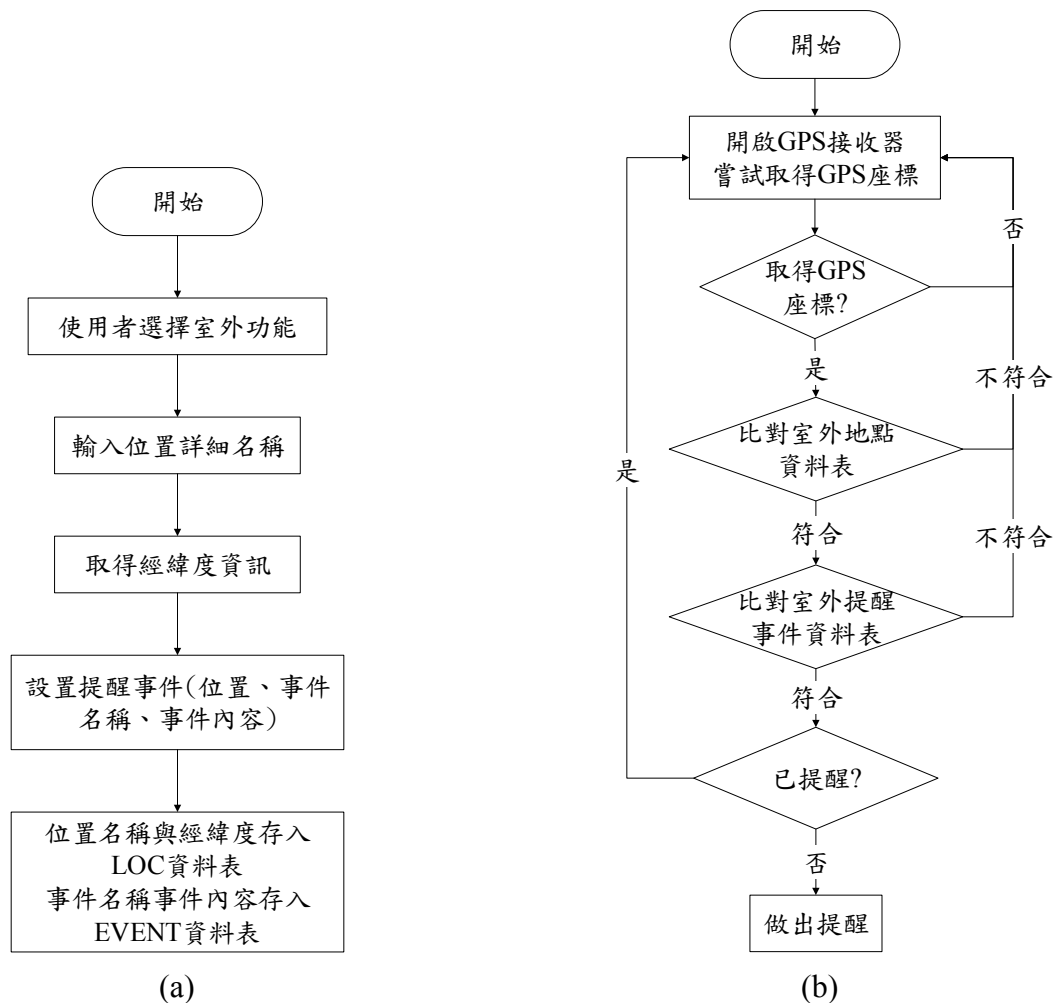 開始
使用者選擇室外功能
輸入位置詳細名稱
取得經緯度資訊
設置提醒事件(位置、事件
名稱、事件內容)
位置名稱與經緯度存入
LOC資料表
事件名稱事件內容存入
EVENT資料表
(a)
開始
開啟GPS接收器
嘗試取得GPS座標
否
取得GPS
座標?
是
不符合
比對室外地點
資料表
是
符合
不符合
比對室外提醒
事件資料表
符合
已提醒?
否
做出提醒
(b)